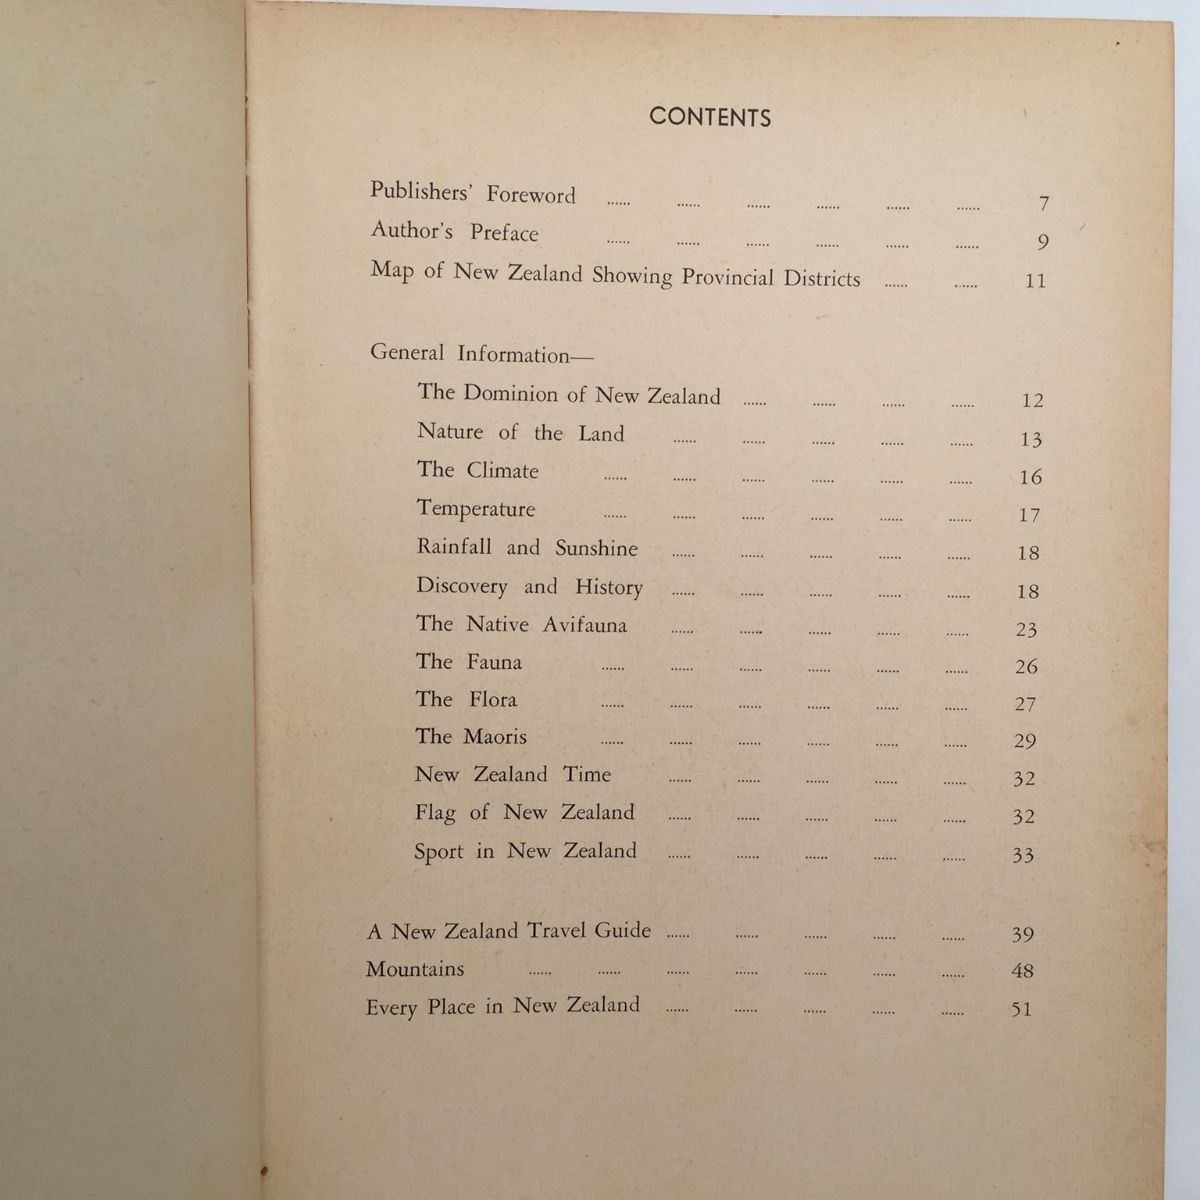 CONTENTS
Publishers' Foreword ...... ...... ...... ...... ...... ...... 7
Author's Preface ...... ...... ...... ...... ...... ...... 9
Map of New Zealand Showing Provincial Districts ...... ...... 11
General Information—
The Dominion of New Zealand ...... ...... ...... ...... 12
Nature of the Land ...... ...... ...... ...... ...... 13
The Climate ...... ...... ...... ...... ...... ...... 16
Temperature ...... ...... ...... ...... ...... ...... 17
Rainfall and Sunshine ...... ...... ...... ...... ...... 18
Discovery and History ...... ...... ...... ...... ...... 18
The Native Avifauna ...... ...... ...... ...... ...... 23
The Fauna ...... ...... ...... ...... ...... ...... 26
The Flora ...... ...... ...... ...... ...... ...... 27
The Maoris ...... ...... ...... ...... ...... ...... 29
New Zealand Time ...... ...... ...... ...... ...... 32
Flag of New Zealand ...... ...... ...... ...... ...... 32
Sport in New Zealand ...... ...... ...... ...... ...... 33
A New Zealand Travel Guide ...... ...... ...... ...... ...... 39
Mountains ...... ...... ...... ...... ...... ...... ...... 48
Every Place in New Zealand ...... ...... ...... ...... ...... 51